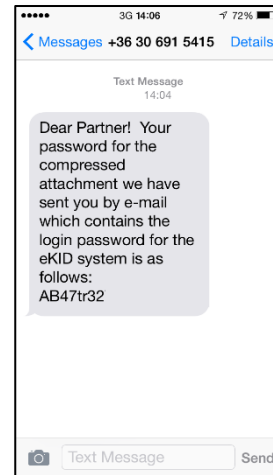 3G 14:06 72%
Messages +36 30 691 5415 Details
Text Message
14:04
Dear Partner! Your
password for the
compressed
attachment we have
sent you by e-mail
which contains the
login password for the
eKID system is as
follows:
AB47tr32
Text Message Send